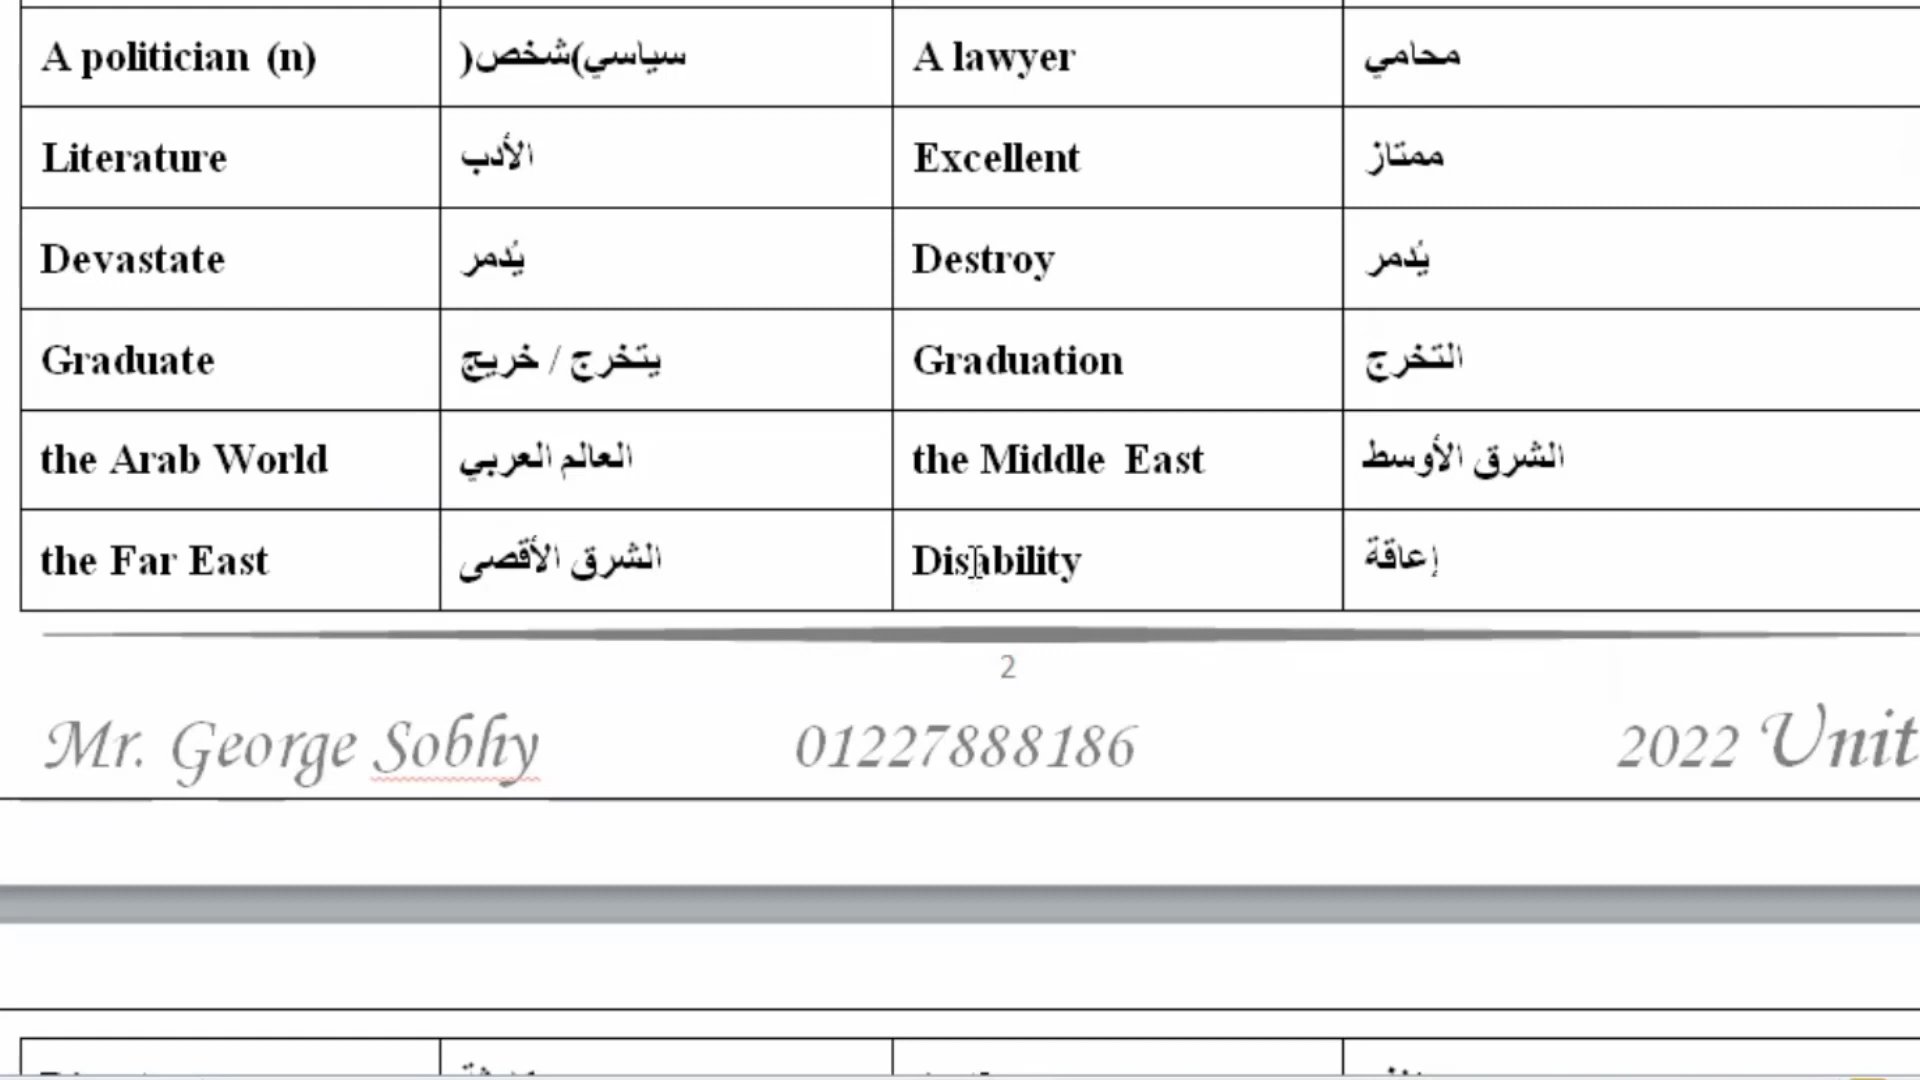 A politician (n) سياسي)شخص( A lawyer محامي
Literature الأدب Excellent ممتاز
Devastate يُدمر Destroy يُدمر
Graduate يتخرج / خريج Graduation التخرج
the Arab World العالم العربي the Middle East الشرق الأوسط
the Far East الشرق الأقصى Disability إعاقة
2
Mr. George Sobhy 01227888186 2022 Unit